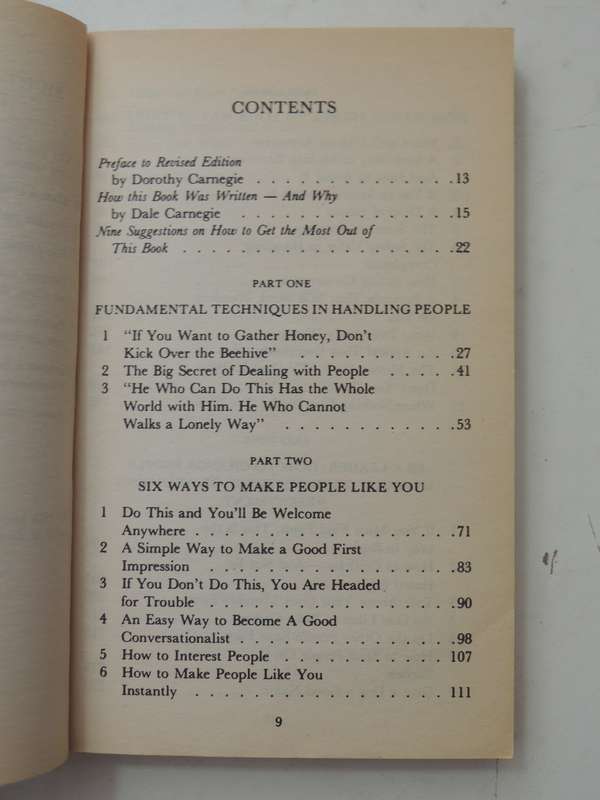 CONTENTS
Preface to Revised Edition
by Dorothy Carnegie . . . . . . . . . . . . . . 13
How this Book Was Written — And Why
by Dale Carnegie . . . . . . . . . . . . . . . 15
Nine Suggestions on How to Get the Most Out of
This Book . . . . . . . . . . . . . . . . . . . 22
PART ONE
FUNDAMENTAL TECHNIQUES IN HANDLING PEOPLE
1 "If You Want to Gather Honey, Don't
Kick Over the Beehive" . . . . . . . . . . . 27
2 The Big Secret of Dealing with People . . . . . 41
3 "He Who Can Do This Has the Whole
World with Him. He Who Cannot
Walks a Lonely Way" . . . . . . . . . . . . 53
PART TWO
SIX WAYS TO MAKE PEOPLE LIKE YOU
1 Do This and You'll Be Welcome
Anywhere . . . . . . . . . . . . . . . . . . 71
2 A Simple Way to Make a Good First
Impression . . . . . . . . . . . . . . . . . 83
3 If You Don't Do This, You Are Headed
for Trouble . . . . . . . . . . . . . . . . . 90
4 An Easy Way to Become A Good
Conversationalist . . . . . . . . . . . . . . . 98
5 How to Interest People . . . . . . . . . . . 107
6 How to Make People Like You
Instantly . . . . . . . . . . . . . . . . . 111
9